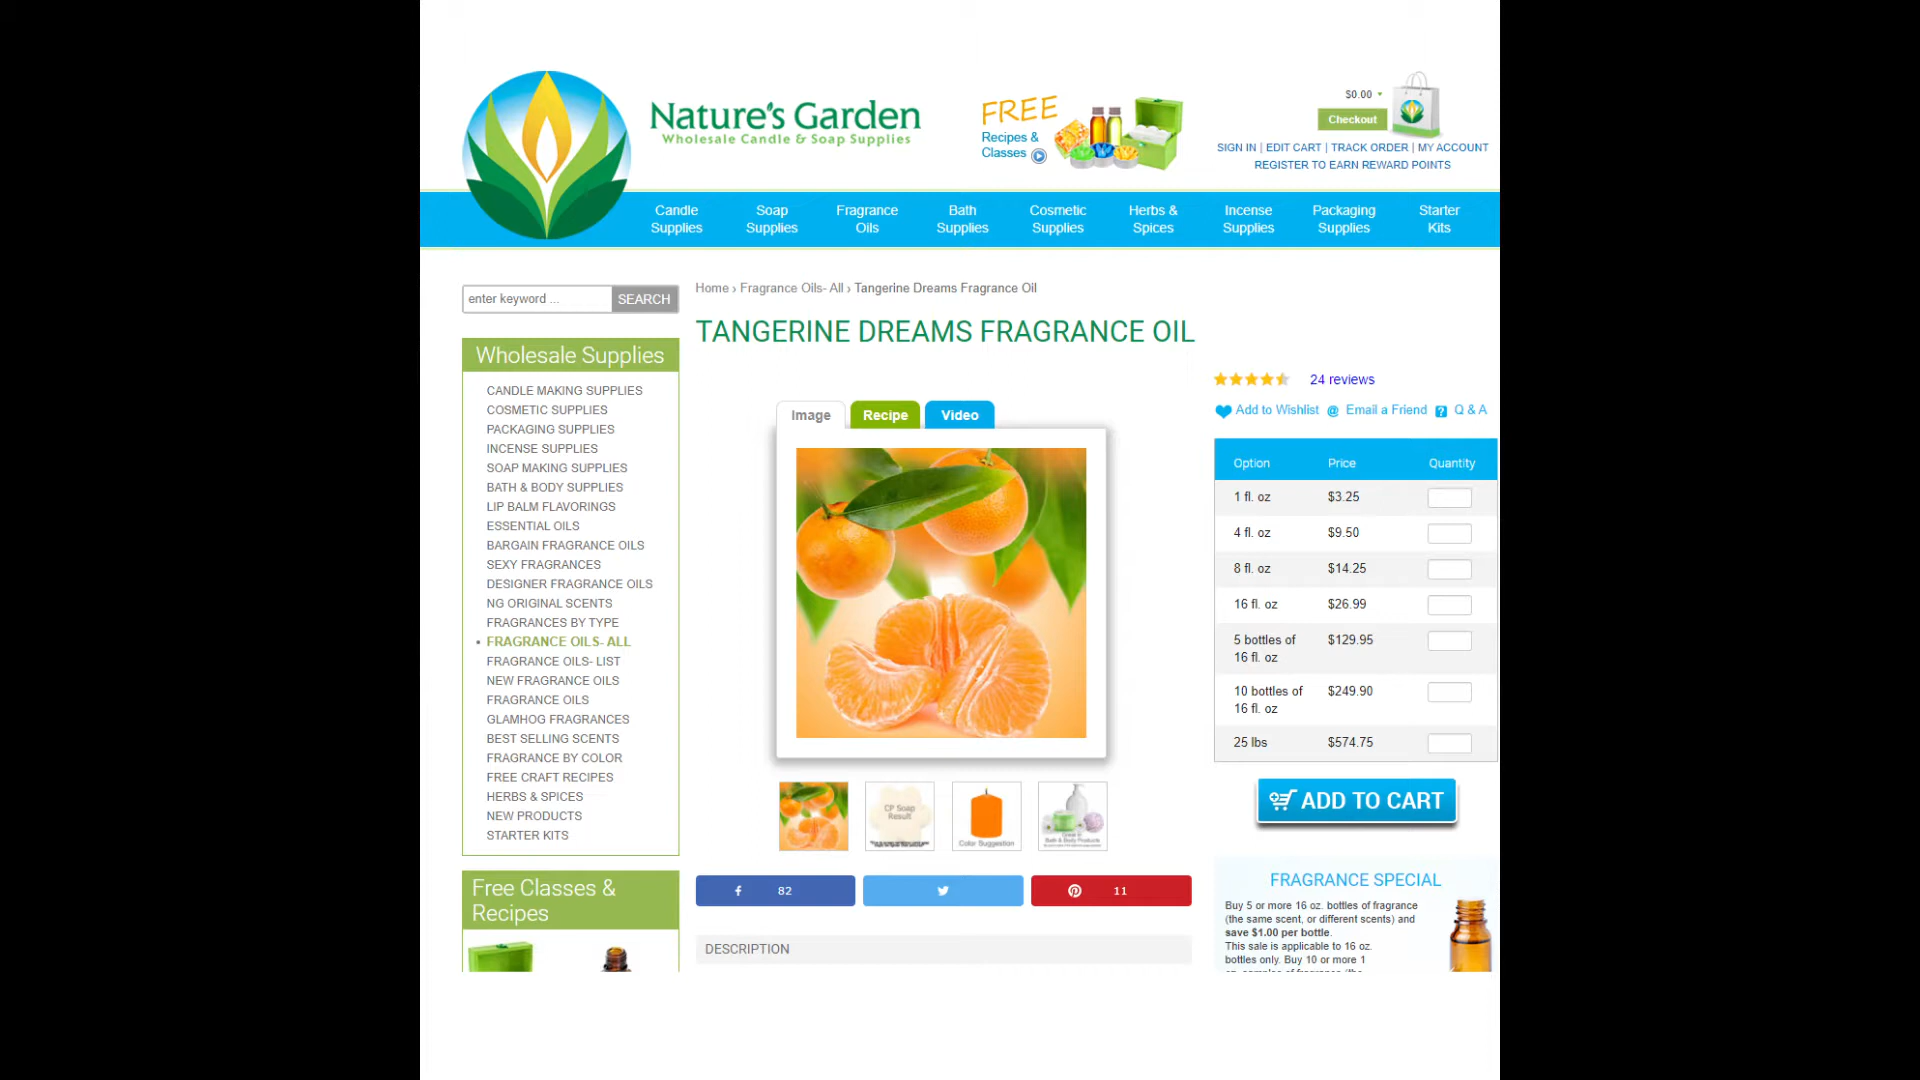 Nature's Garden
Wholesale Candle & Soap Supplies
FREE
Recipes &
Classes
$0.00
Checkout
SIGN IN | EDIT CART | TRACK ORDER | MY ACCOUNT
REGISTER TO EARN REWARD POINTS
Candle
Supplies
Soap
Supplies
Fragrance
Oils
Bath
Supplies
Cosmetic
Supplies
Herbs &
Spices
Incense
Supplies
Packaging
Supplies
Starter
Kits
enter keyword ...
SEARCH
Wholesale Supplies
CANDLE MAKING SUPPLIES
COSMETIC SUPPLIES
PACKAGING SUPPLIES
INCENSE SUPPLIES
SOAP MAKING SUPPLIES
BATH & BODY SUPPLIES
LIP BALM FLAVORINGS
ESSENTIAL OILS
BARGAIN FRAGRANCE OILS
SEXY FRAGRANCES
DESIGNER FRAGRANCE OILS
NG ORIGINAL SCENTS
FRAGRANCES BY TYPE
• FRAGRANCE OILS- ALL
FRAGRANCE OILS- LIST
NEW FRAGRANCE OILS
FRAGRANCE OILS
GLAMHOG FRAGRANCES
BEST SELLING SCENTS
FRAGRANCE BY COLOR
FREE CRAFT RECIPES
HERBS & SPICES
NEW PRODUCTS
STARTER KITS
Free Classes &
Recipes
Home › Fragrance Oils- All › Tangerine Dreams Fragrance Oil
TANGERINE DREAMS FRAGRANCE OIL
Image
Recipe
Video
CP Soap
Result
Color Suggestion
Bath & Body Products
82
11
DESCRIPTION
24 reviews
Add to Wishlist @ Email a Friend ? Q & A
Option Price Quantity
1 fl. oz $3.25
4 fl. oz $9.50
8 fl. oz $14.25
16 fl. oz $26.99
5 bottles of $129.95
16 fl. oz
10 bottles of $249.90
16 fl. oz
25 lbs $574.75
ADD TO CART
FRAGRANCE SPECIAL
Buy 5 or more 16 oz. bottles of fragrance
(the same scent, or different scents) and
save $1.00 per bottle.
This sale is applicable to 16 oz.
bottles only. Buy 10 or more 1
oz. samples of fragrance (the